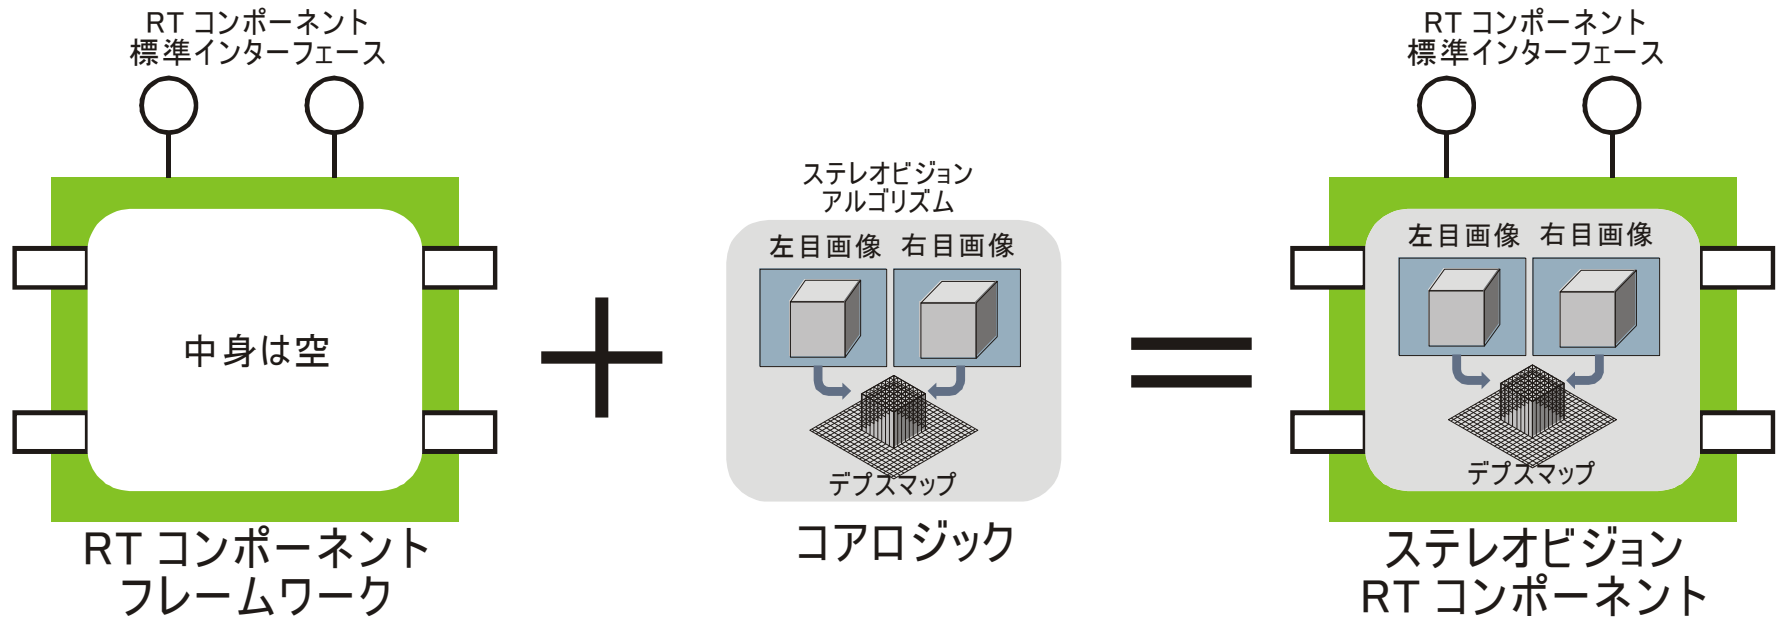 RT コンポーネント
標準インターフェース
中身は空
RT コンポーネント
フレームワーク
ステレオビジョン
アルゴリズム
左目画像 右目画像
デプスマップ
コアロジック
RT コンポーネント
標準インターフェース
左目画像 右目画像
デプスマップ
ステレオビジョン
RT コンポーネント